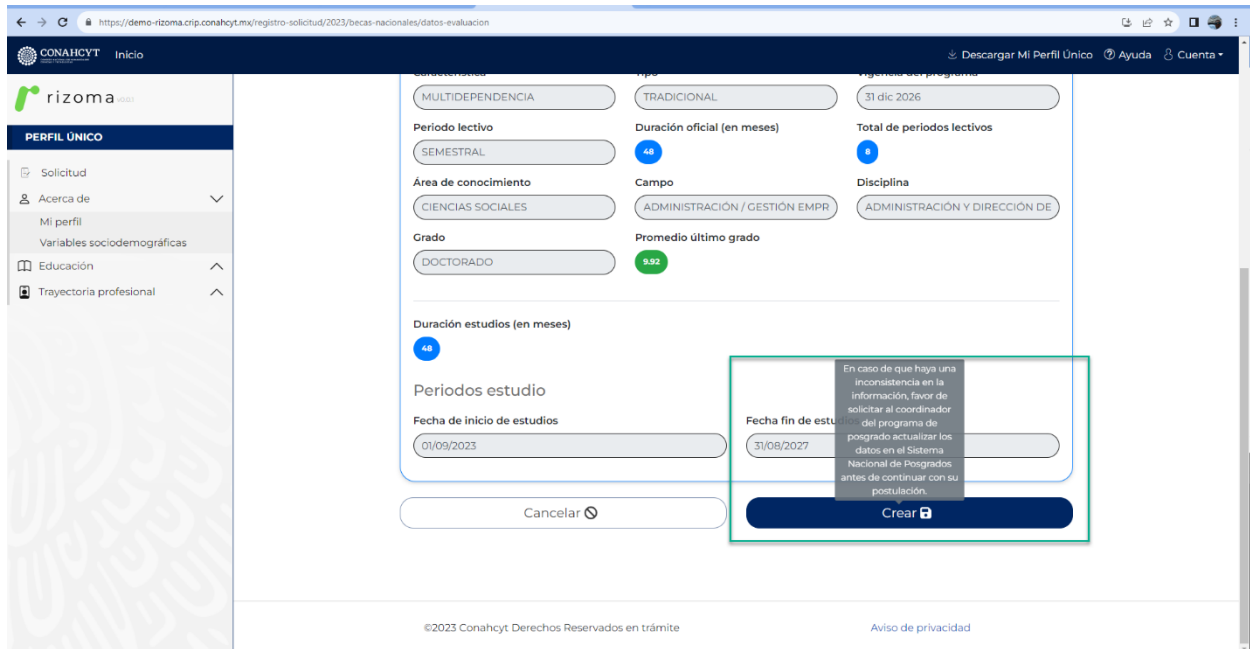 https://demo-rizoma.crip.conahcyt.mx/registro-solicitud/2023/becas-nacionales/datos-evaluacion
CONAHCYT Inicio Descargar Mi Perfil Único Ayuda Cuenta
rizoma
PERFIL ÚNICO
Solicitud
Acerca de
Mi perfil
Variables sociodemográficas
Educación
Trayectoria profesional
Característica Tipo Vigencia del programa
MULTIDEPENDENCIA TRADICIONAL 31 dic 2026
Periodo lectivo Duración oficial (en meses) Total de periodos lectivos
SEMESTRAL 48 8
Área de conocimiento Campo Disciplina
CIENCIAS SOCIALES ADMINISTRACIÓN / GESTIÓN EMPR ADMINISTRACIÓN Y DIRECCIÓN DE
Grado Promedio último grado
DOCTORADO 9.92
Duración estudios (en meses)
48
Periodos estudio
Fecha de inicio de estudios Fecha fin de estudios
01/09/2023 31/08/2027
En caso de que haya una
inconsistencia en la
información, favor de
solicitar al coordinador
del programa de
posgrado actualizar los
datos en el Sistema
Nacional de Posgrados
antes de continuar con su
postulación.
Cancelar Crear
©2023 Conahcyt Derechos Reservados en trámite Aviso de privacidad